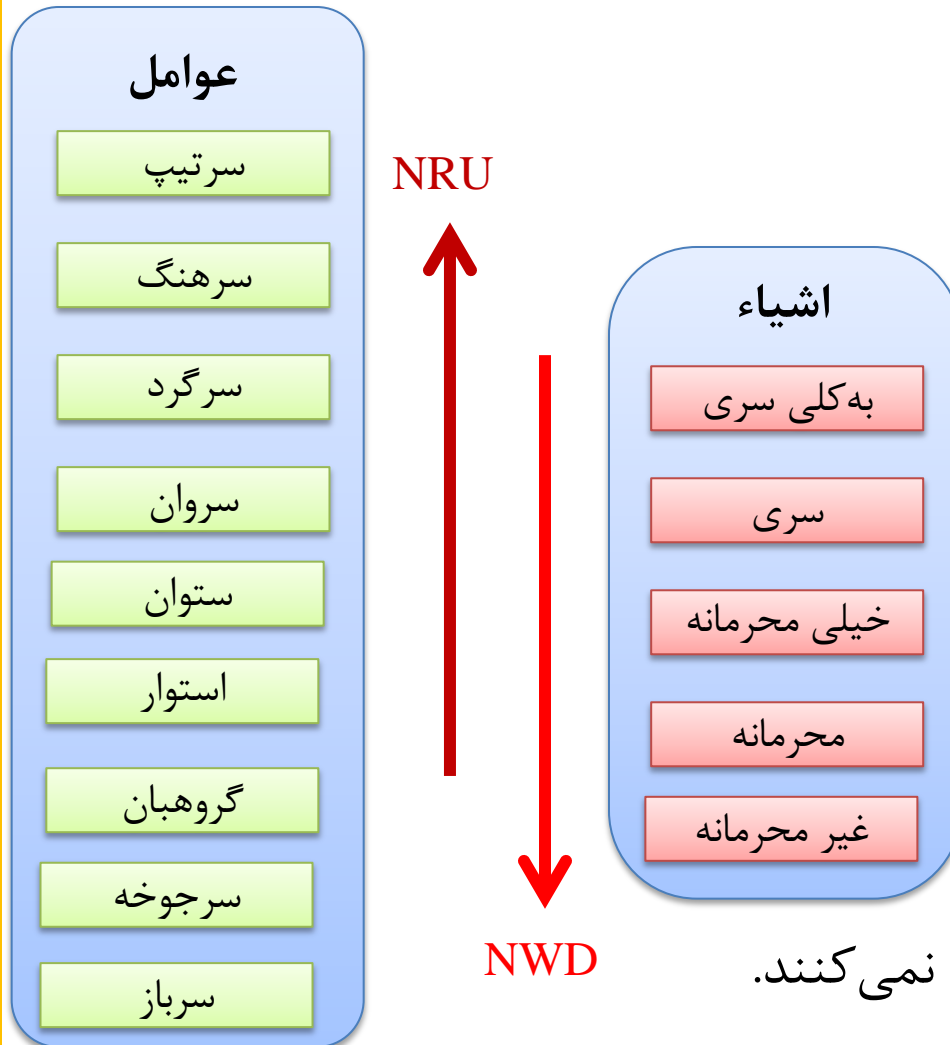 عوامل
سرتیپ
سرهنگ
سرگرد
سروان
ستوان
استوار
گروهبان
سرجوخه
سرباز
NRU
NWD
اشیاء
به‌کلی سری
سری
خیلی محرمانه
محرمانه
غیر محرمانه
نمی‌کنند.